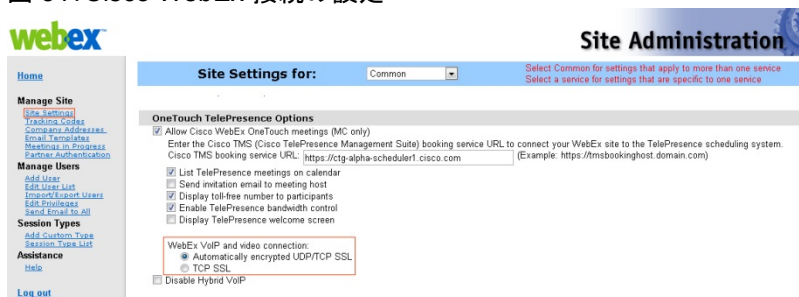 webex
Site Administration
Home
Site Settings for:
Common
Select Common for settings that apply to more than one service
Select a service for settings that are specific to one service
Manage Site
Site Settings
Tracking Codes
Company Addresses
Email Templates
Meetings in Progress
Partner Authentication
Manage Users
Add User
Edit User List
Import/Export Users
Edit Privileges
Send Email to All
Session Types
Add Custom Type
Session Type List
Assistance
Help
Log out
OneTouch TelePresence Options
Allow Cisco WebEx OneTouch meetings (MC only)
Enter the Cisco TMS (Cisco TelePresence Management Suite) booking service URL to connect your WebEx site to the TelePresence scheduling system.
Cisco TMS booking service URL: https://ctg-alpha-scheduler1.cisco.com (Example: https://tmsbookinghost.domain.com)
List TelePresence meetings on calendar
Send invitation email to meeting host
Display toll-free number to participants
Enable TelePresence bandwidth control
Display TelePresence welcome screen
WebEx VoIP and video connection:
Automatically encrypted UDP/TCP SSL
TCP SSL
Disable Hybrid VoIP